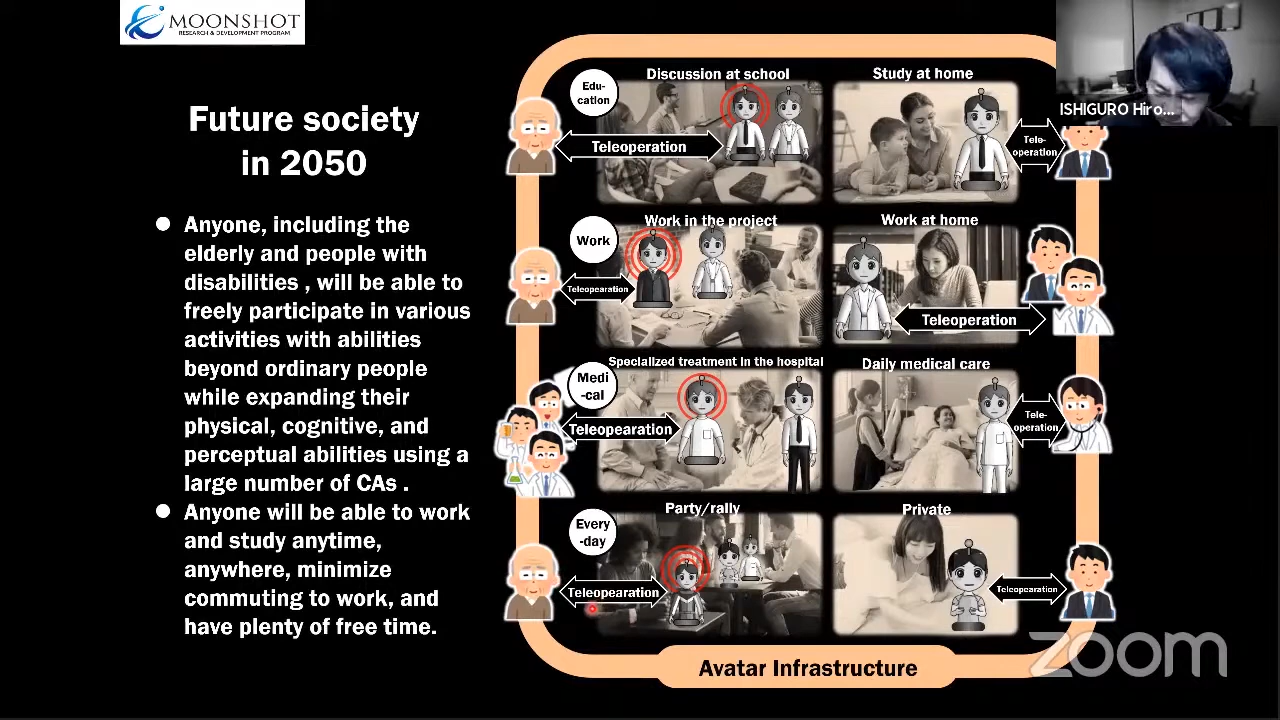 MOONSHOT
RESEARCH & DEVELOPMENT PROGRAM
ISHIGURO Hiro...
Future society
in 2050
● Anyone, including the
elderly and people with
disabilities , will be able to
freely participate in various
activities with abilities
beyond ordinary people
while expanding their
physical, cognitive, and
perceptual abilities using a
large number of CAs .
● Anyone will be able to work
and study anytime,
anywhere, minimize
commuting to work, and
have plenty of free time.
Edu-
cation
Discussion at school
Study at home
Teleoperation
Tele-
operation
Work
Work in the project
Work at home
Teleopearation
Teleoperation
Medi
-cal
Specialized treatment in the hospital
Daily medical care
Teleopearation
Tele-
operation
Every
-day
Party/rally
Private
Teleopearation
Teleopearation
Avatar Infrastructure
zoom